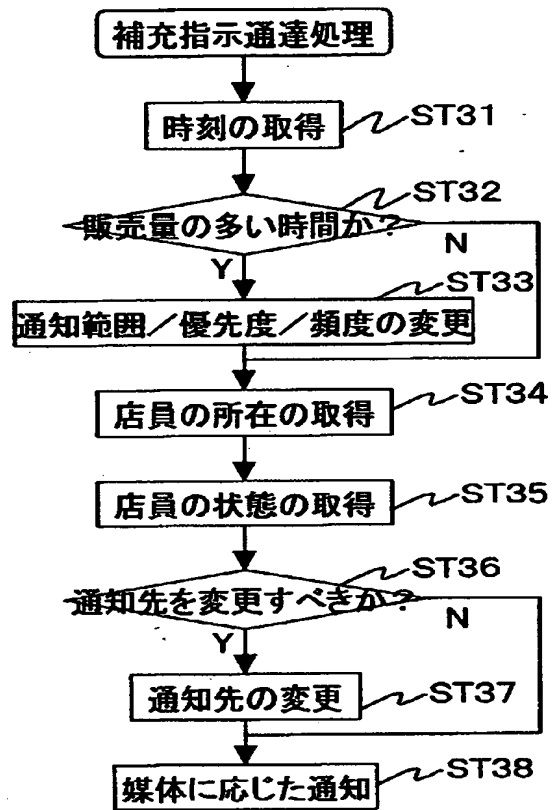 補充指示通達処理
時刻の取得
ST31
販売量の多い時間か?
ST32
N
Y
ST33
通知範囲/優先度/頻度の変更
店員の所在の取得
ST34
店員の状態の取得
ST35
通知先を変更すべきか?
ST36
N
Y
通知先の変更
ST37
媒体に応じた通知
ST38